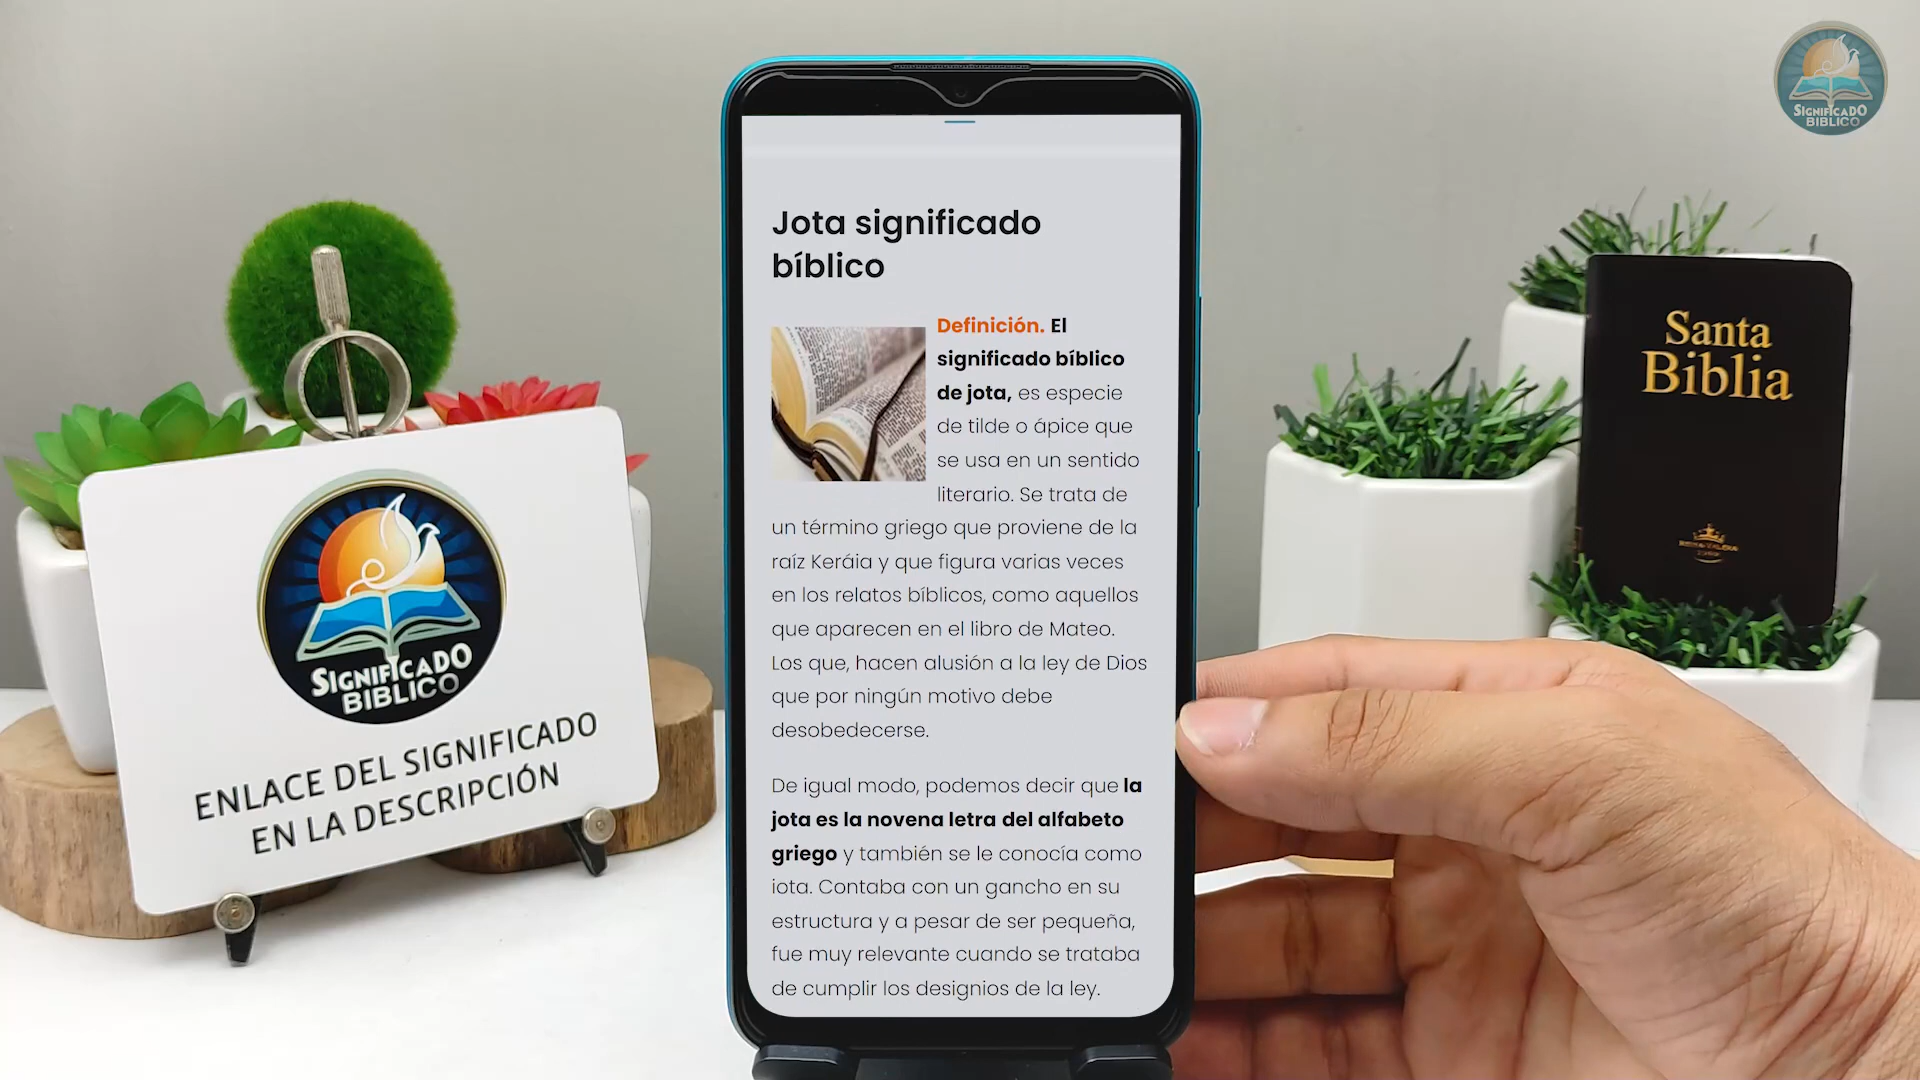 SIGNIFICADO
BIBLICO
Jota significado
bíblico
Definición. El
significado bíblico
de jota, es especie
de tilde o ápice que
se usa en un sentido
literario. Se trata de
un término griego que proviene de la
raíz Keráia y que figura varias veces
en los relatos bíblicos, como aquellos
que aparecen en el libro de Mateo.
Los que, hacen alusión a la ley de Dios
que por ningún motivo debe
desobedecerse.
De igual modo, podemos decir que la
jota es la novena letra del alfabeto
griego y también se le conocía como
iota. Contaba con un gancho en su
estructura y a pesar de ser pequeña,
fue muy relevante cuando se trataba
de cumplir los designios de la ley.
SIGNIFICADO
BIBLICO
ENLACE DEL SIGNIFICADO
EN LA DESCRIPCIÓN
Santa
Biblia